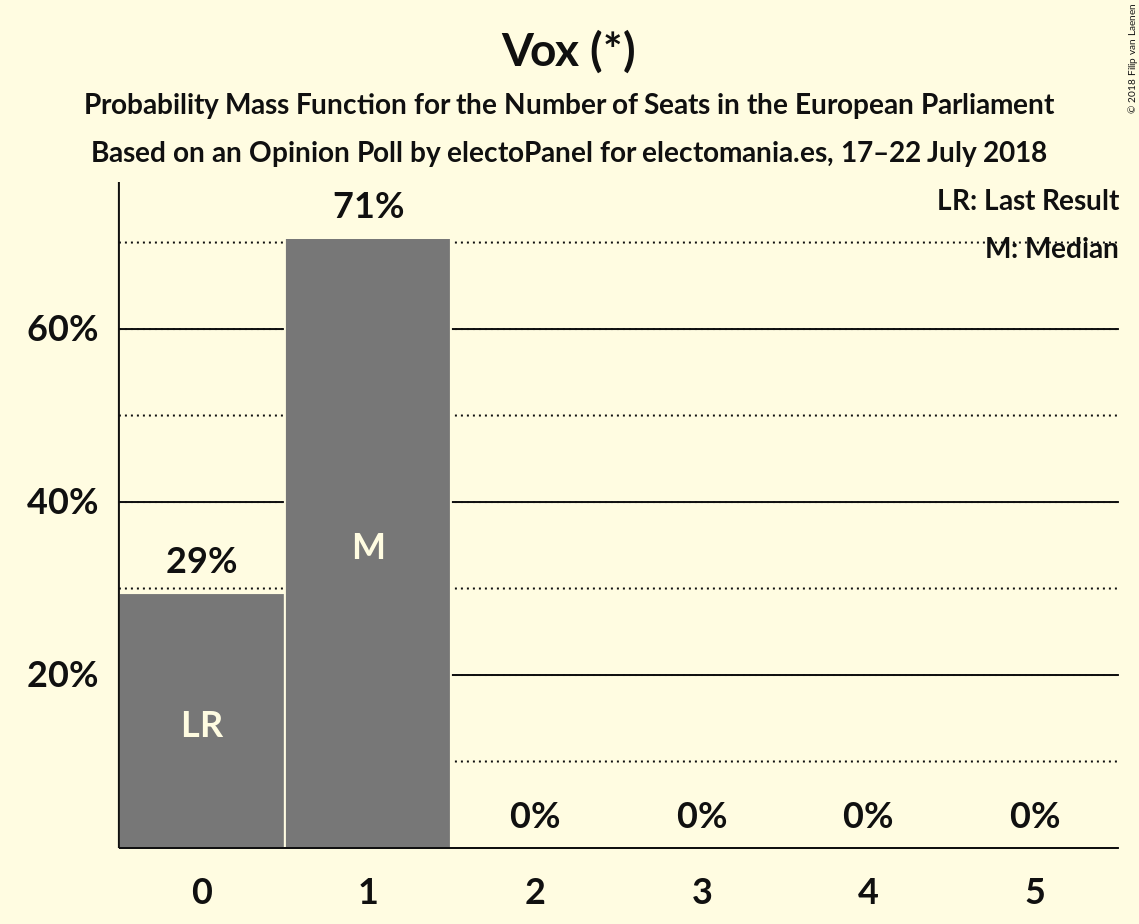 Vox (*)
Probability Mass Function for the Number of Seats in the European Parliament
Based on an Opinion Poll by electoPanel for electomania.es, 17–22 July 2018
© 2018 Filip van Laenen
LR: Last Result
M: Median
71%
60%
40%
29%
20%
M
LR
0%
0%
0%
0%
0
1
2
3
4
5